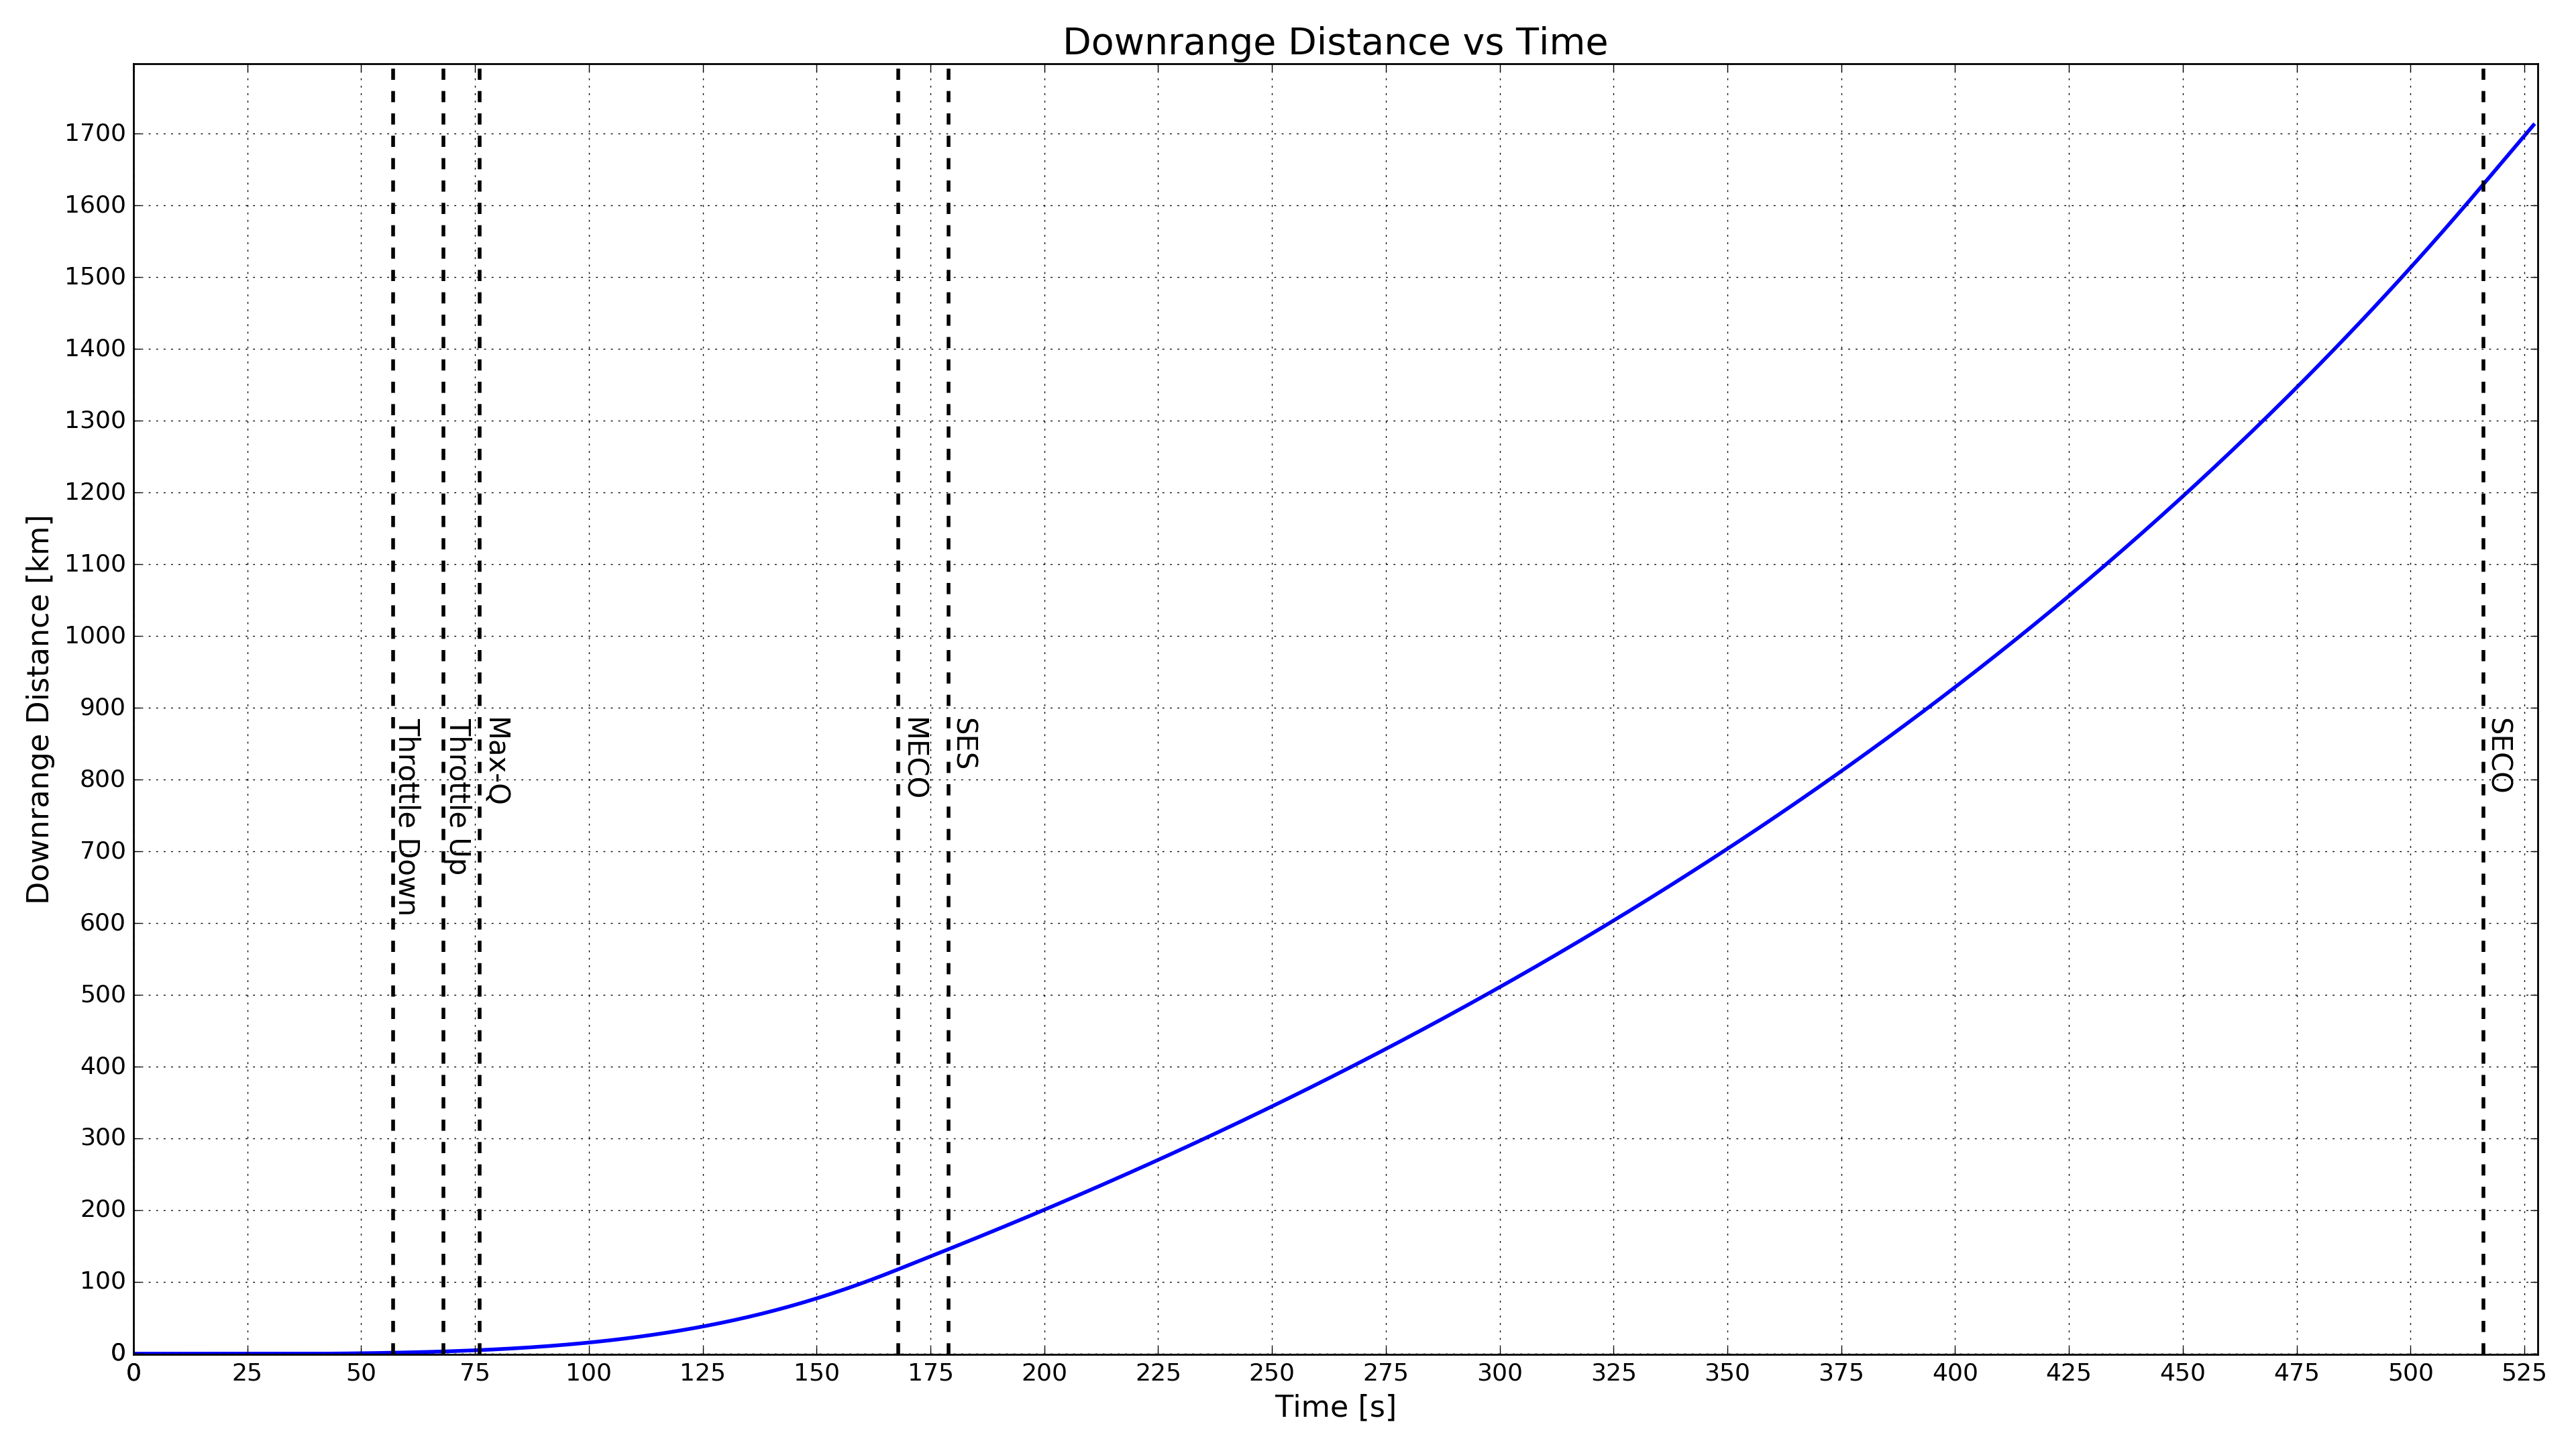 Downrange Distance vs Time
Downrange Distance [km]
1700
1600
1500
1400
1300
1200
1100
1000
900
800
700
600
500
400
300
200
100
0
Throttle Down
Throttle Up
Max-Q
MECO
SES
SECO
0 25 50 75 100 125 150 175 200 225 250 275 300 325 350 375 400 425 450 475 500 525
Time [s]